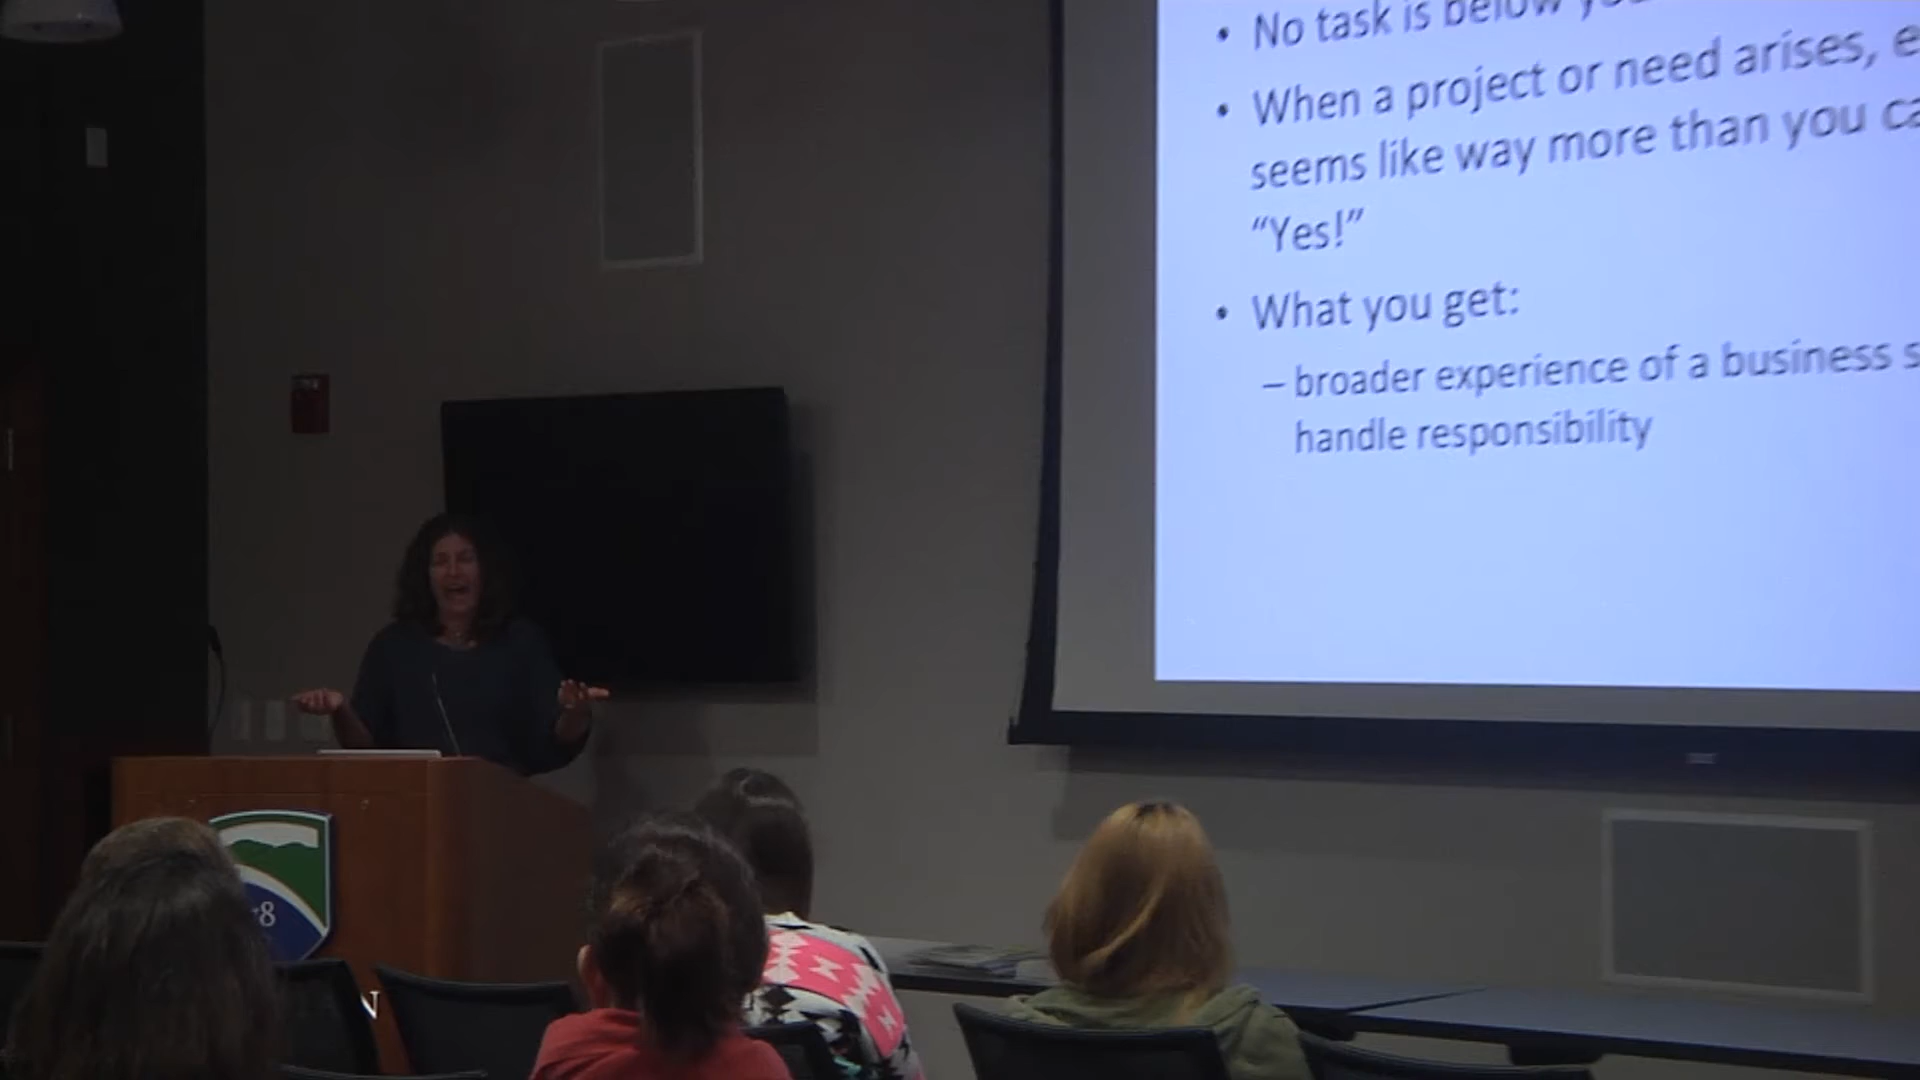 • No task is below
• When a project or need arises,
seems like way more than you
“Yes!”
• What you get:
– broader experience of a business
handle responsibility
8
N